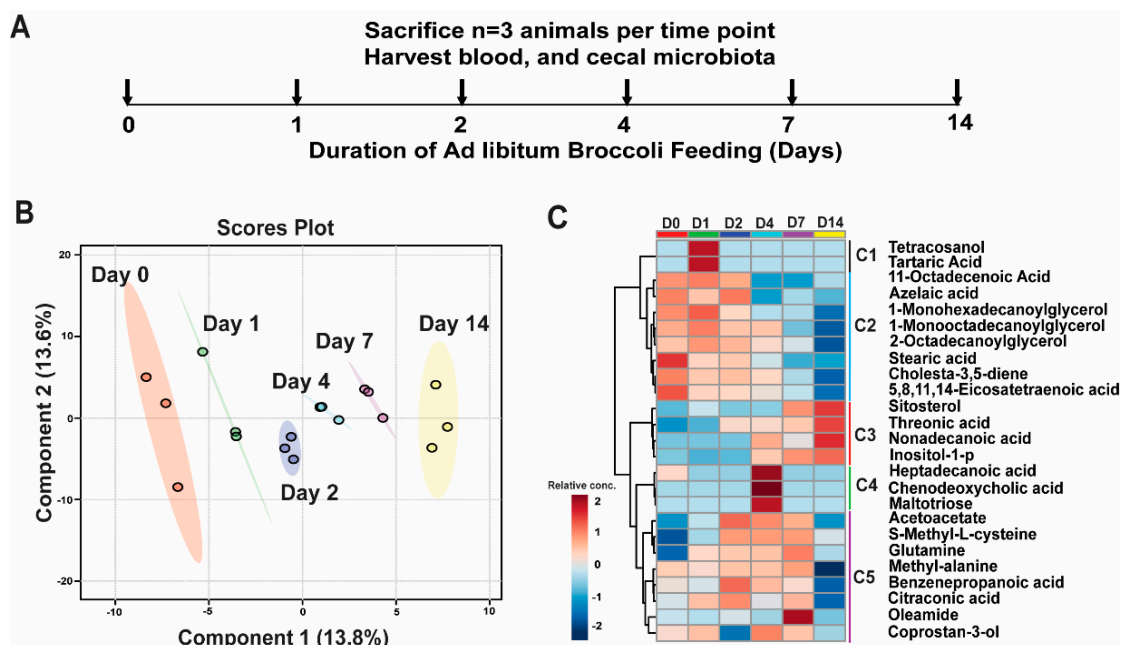 A
Sacrifice n=3 animals per time point
Harvest blood, and cecal microbiota
0 1 2 4 7 14
Duration of Ad libitum Broccoli Feeding (Days)
B
Scores Plot
Component 2 (13.6%)
20
10
0
-10
-20
Day 0
Day 1
Day 2
Day 4
Day 7
Day 14
-10 -5 0 5 10
Component 1 (13.8%)
C
D0 D1 D2 D4 D7 D14
C1
C2
C3
C4
C5
Tetracosanol
Tartaric Acid
11-Octadecenoic Acid
Azelaic acid
1-Monohexadecanoylglycerol
1-Monooctadecanoylglycerol
2-Octadecanoylglycerol
Stearic acid
Cholesta-3,5-diene
5,8,11,14-Eicosatetraenoic acid
Sitosterol
Threonic acid
Nonadecanoic acid
Inositol-1-p
Heptadecanoic acid
Chenodeoxycholic acid
Maltotriose
Acetoacetate
S-Methyl-L-cysteine
Glutamine
Methyl-alanine
Benzenepropanoic acid
Citraconic acid
Oleamide
Coprostan-3-ol
Relative conc.
2
1
0
-1
-2